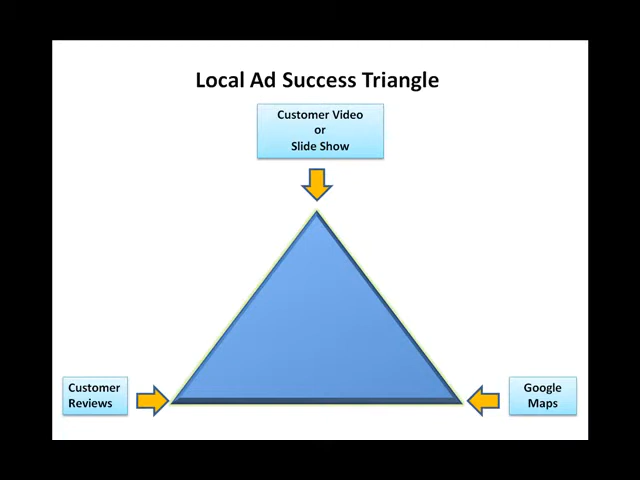 Local Ad Success Triangle
Customer Video
or
Slide Show
Customer
Reviews
Google
Maps